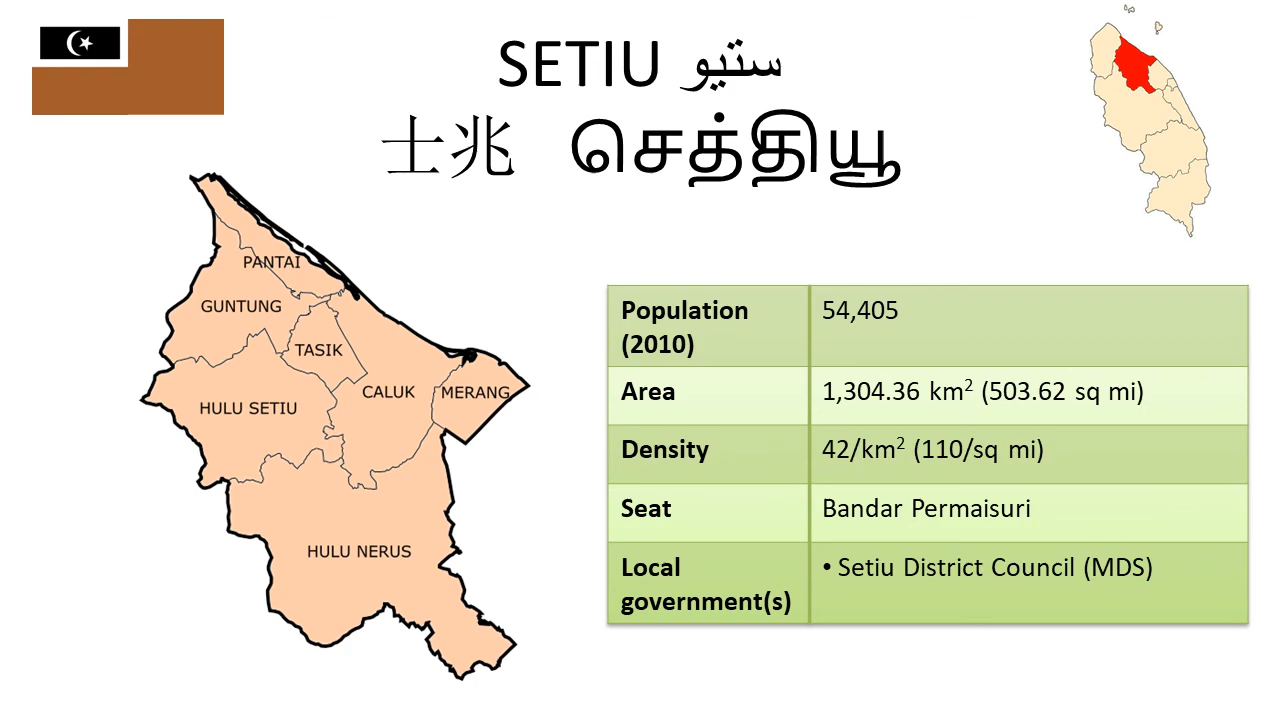 SETIU ستيو
士兆 செத்தியூ
PANTAI
GUNTUNG
TASIK
CALUK
MERANG
HULU SETIU
HULU NERUS
Population (2010) 54,405
Area 1,304.36 km² (503.62 sq mi)
Density 42/km² (110/sq mi)
Seat Bandar Permaisuri
Local government(s) • Setiu District Council (MDS)